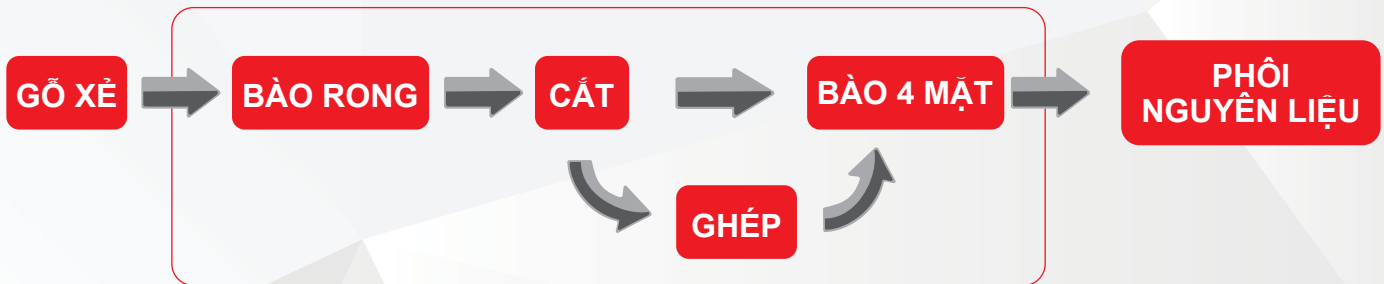 GỖ XẺ
BÀO RONG
CẮT
BÀO 4 MẶT
PHÔI
NGUYÊN LIỆU
GHÉP